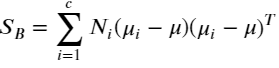 S_B = \sum_{i=1}^{c} N_i(\mu_i - \mu)(\mu_i - \mu)^T